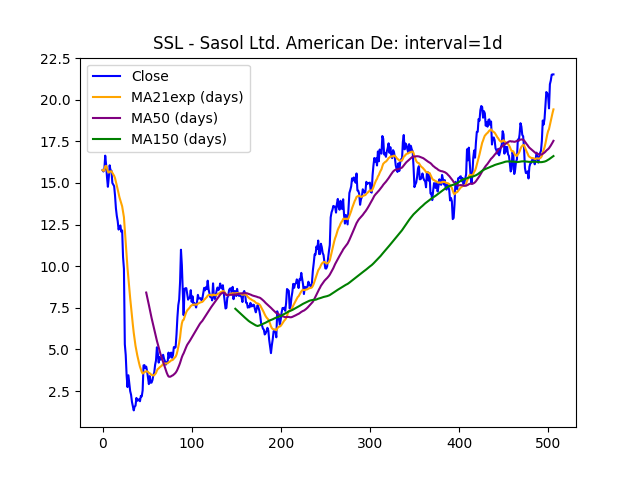 SSL - Sasol Ltd. American De: interval=1d
22.5
20.0
17.5
15.0
12.5
10.0
7.5
5.0
2.5
Close
MA21exp (days)
MA50 (days)
MA150 (days)
0 100 200 300 400 500